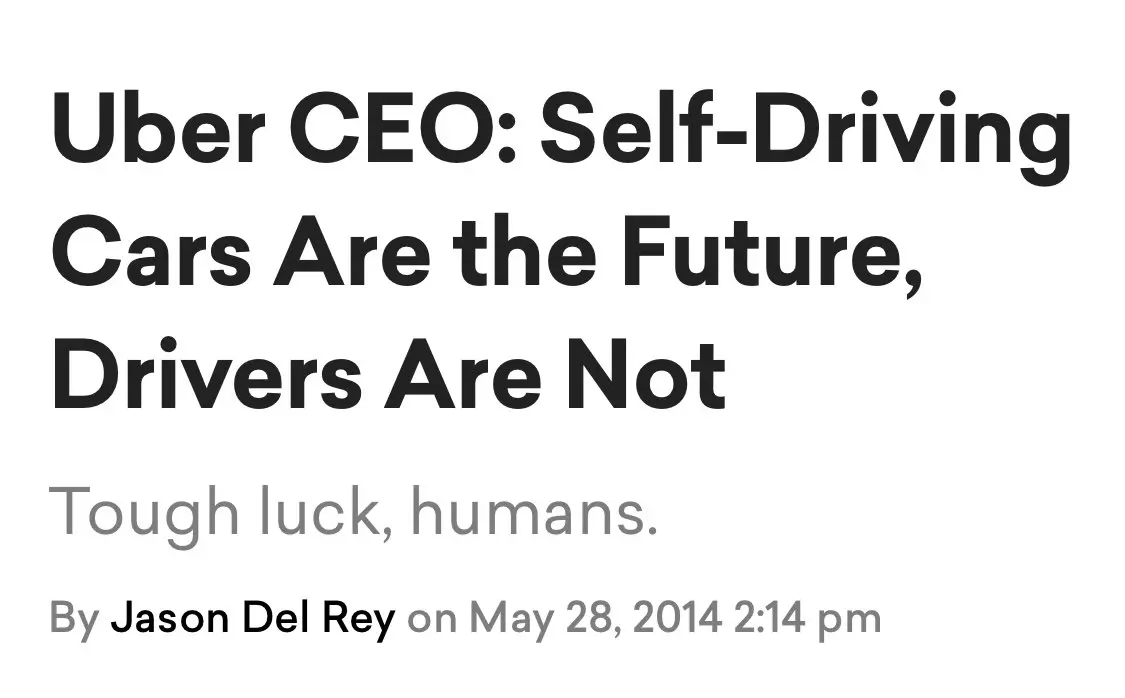 Uber CEO: Self-Driving
Cars Are the Future,
Drivers Are Not
Tough luck, humans.
By Jason Del Rey on May 28, 2014 2:14 pm